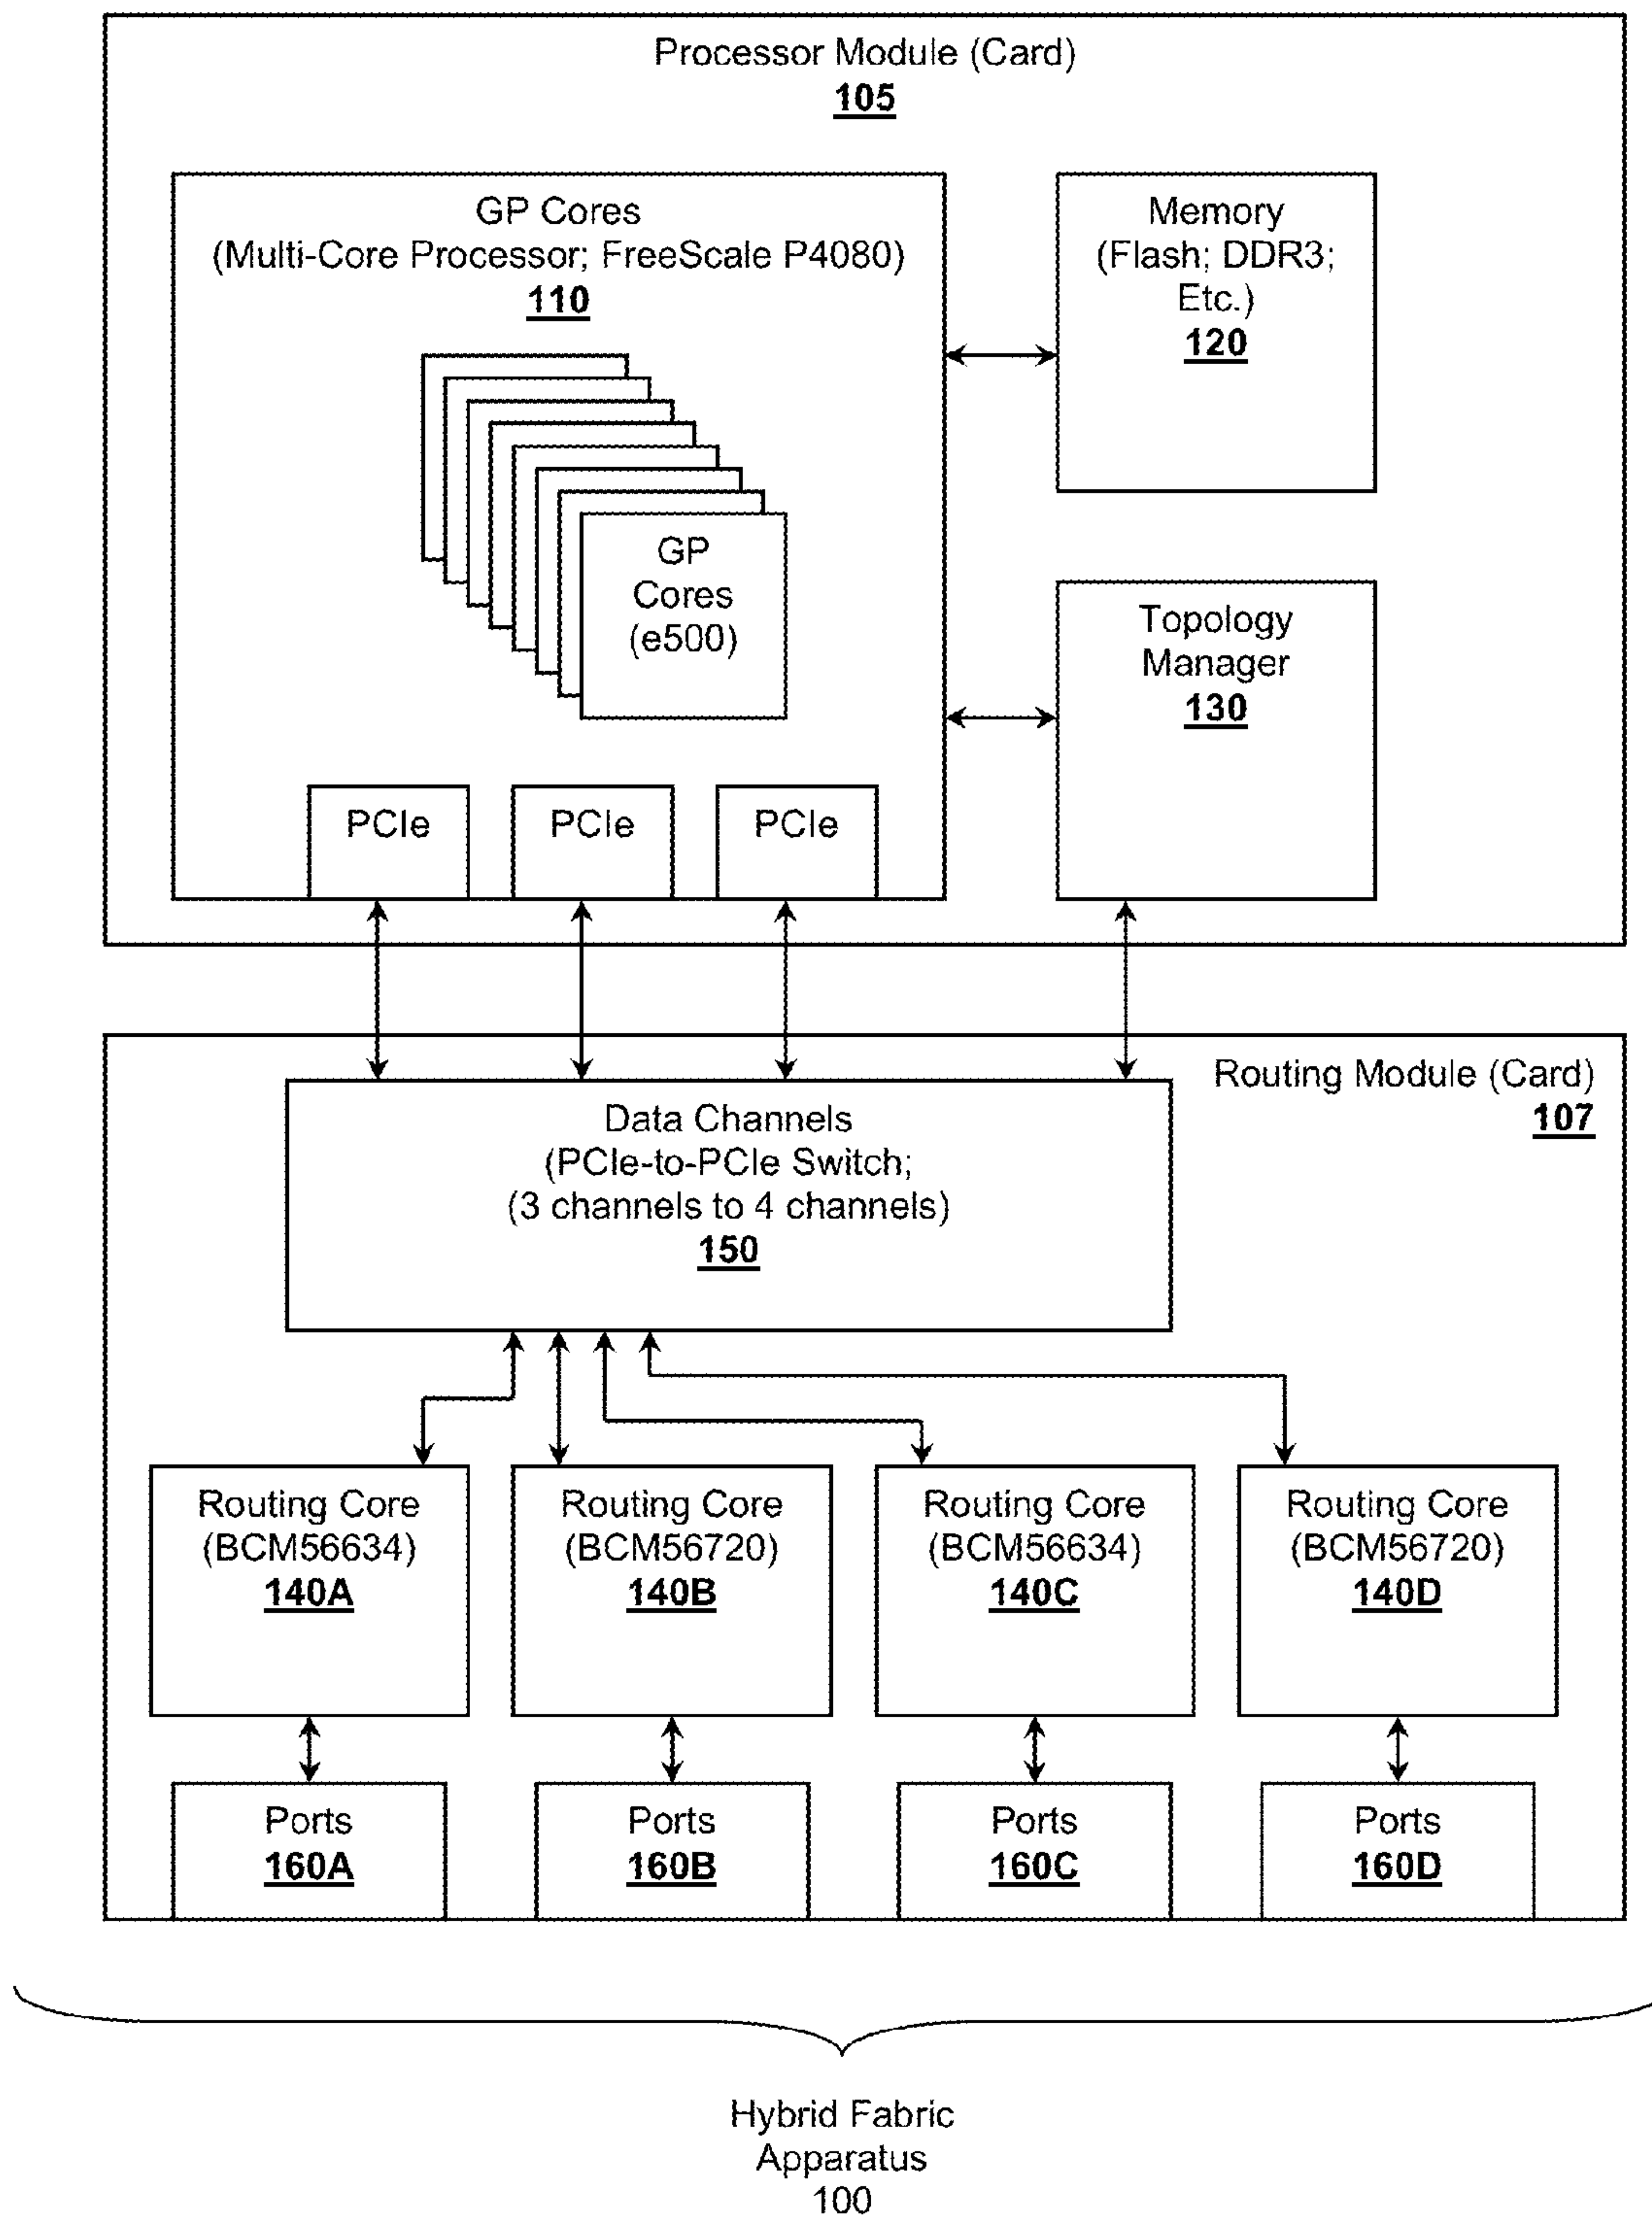 Processor Module (Card)
105
GP Cores
(Multi-Core Processor; FreeScale P4080)
110
GP
Cores
(e500)
PCIe
PCIe
PCIe
Memory
(Flash; DDR3;
Etc.)
120
Topology
Manager
130
Routing Module (Card)
107
Data Channels
(PCIe-to-PCIe Switch;
(3 channels to 4 channels)
150
Routing Core
(BCM56634)
140A
Routing Core
(BCM56720)
140B
Routing Core
(BCM56634)
140C
Routing Core
(BCM56720)
140D
Ports
160A
Ports
160B
Ports
160C
Ports
160D
Hybrid Fabric
Apparatus
100